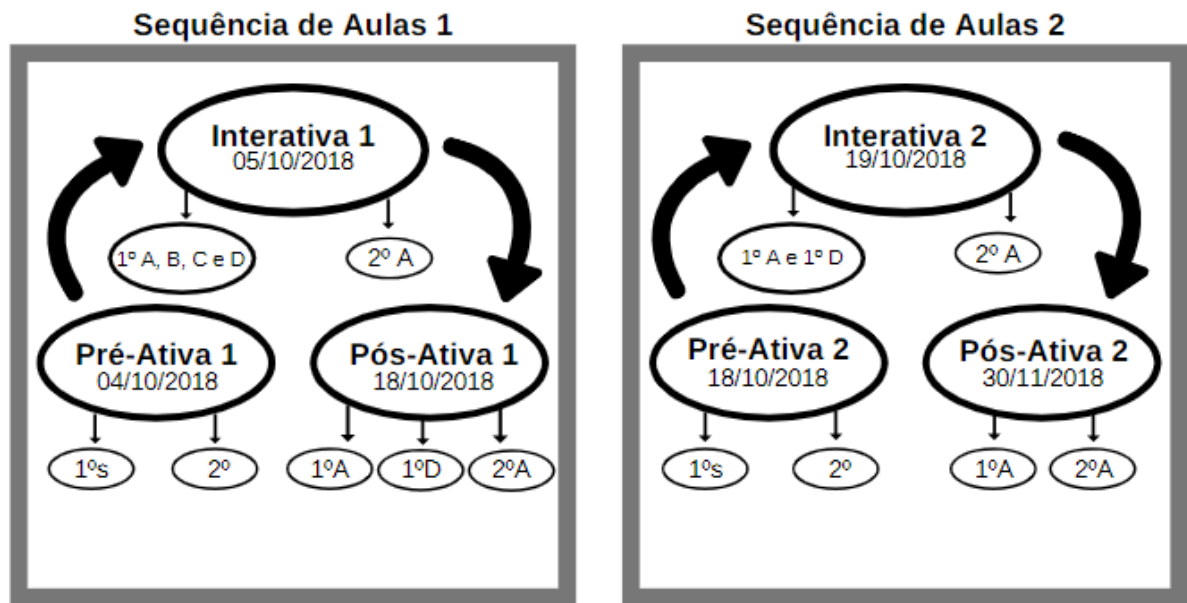 Sequência de Aulas 1
Interativa 1
05/10/2018
1º A, B, C e D
2º A
Pré-Ativa 1
04/10/2018
Pós-Ativa 1
18/10/2018
1ºs
2º
1ºA
1ºD
2ºA
Sequência de Aulas 2
Interativa 2
19/10/2018
1º A e 1º D
2º A
Pré-Ativa 2
18/10/2018
Pós-Ativa 2
30/11/2018
1ºs
2º
1ºA
2ºA